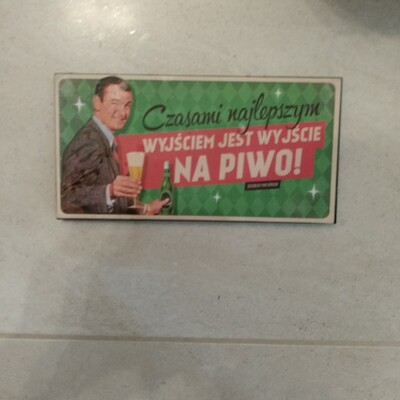 Czasami najlepszym
WYJŚCIEM JEST WYJŚCIE
NA PIWO!